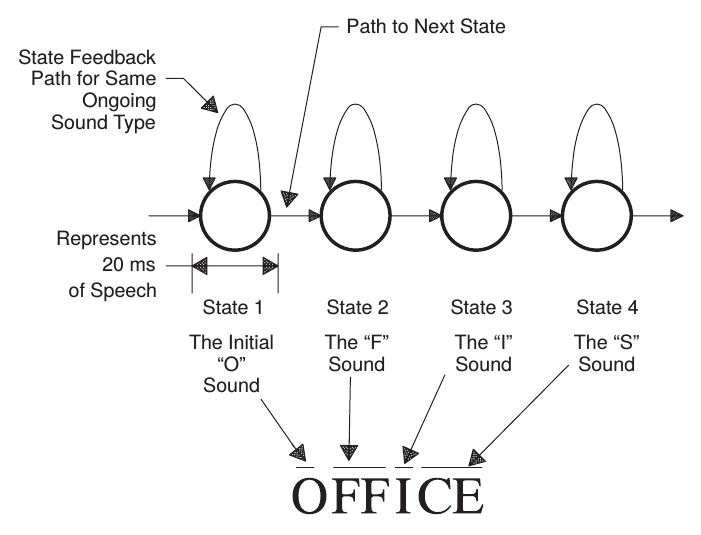 Path to Next State
State Feedback
Path for Same
Ongoing
Sound Type
Represents
20 ms
of Speech
State 1
State 2
State 3
State 4
The Initial
“O”
Sound
The “F”
Sound
The “I”
Sound
The “S”
Sound
OFFICE